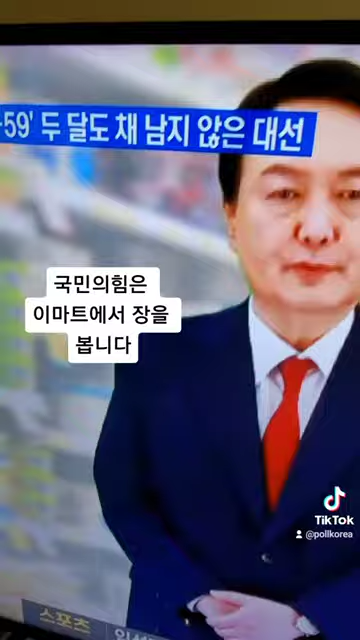 59' 두 달도 채 남지 않은 대선
국민의힘은
이마트에서 장을
봅니다
TikTok
@pollkorea
스포츠